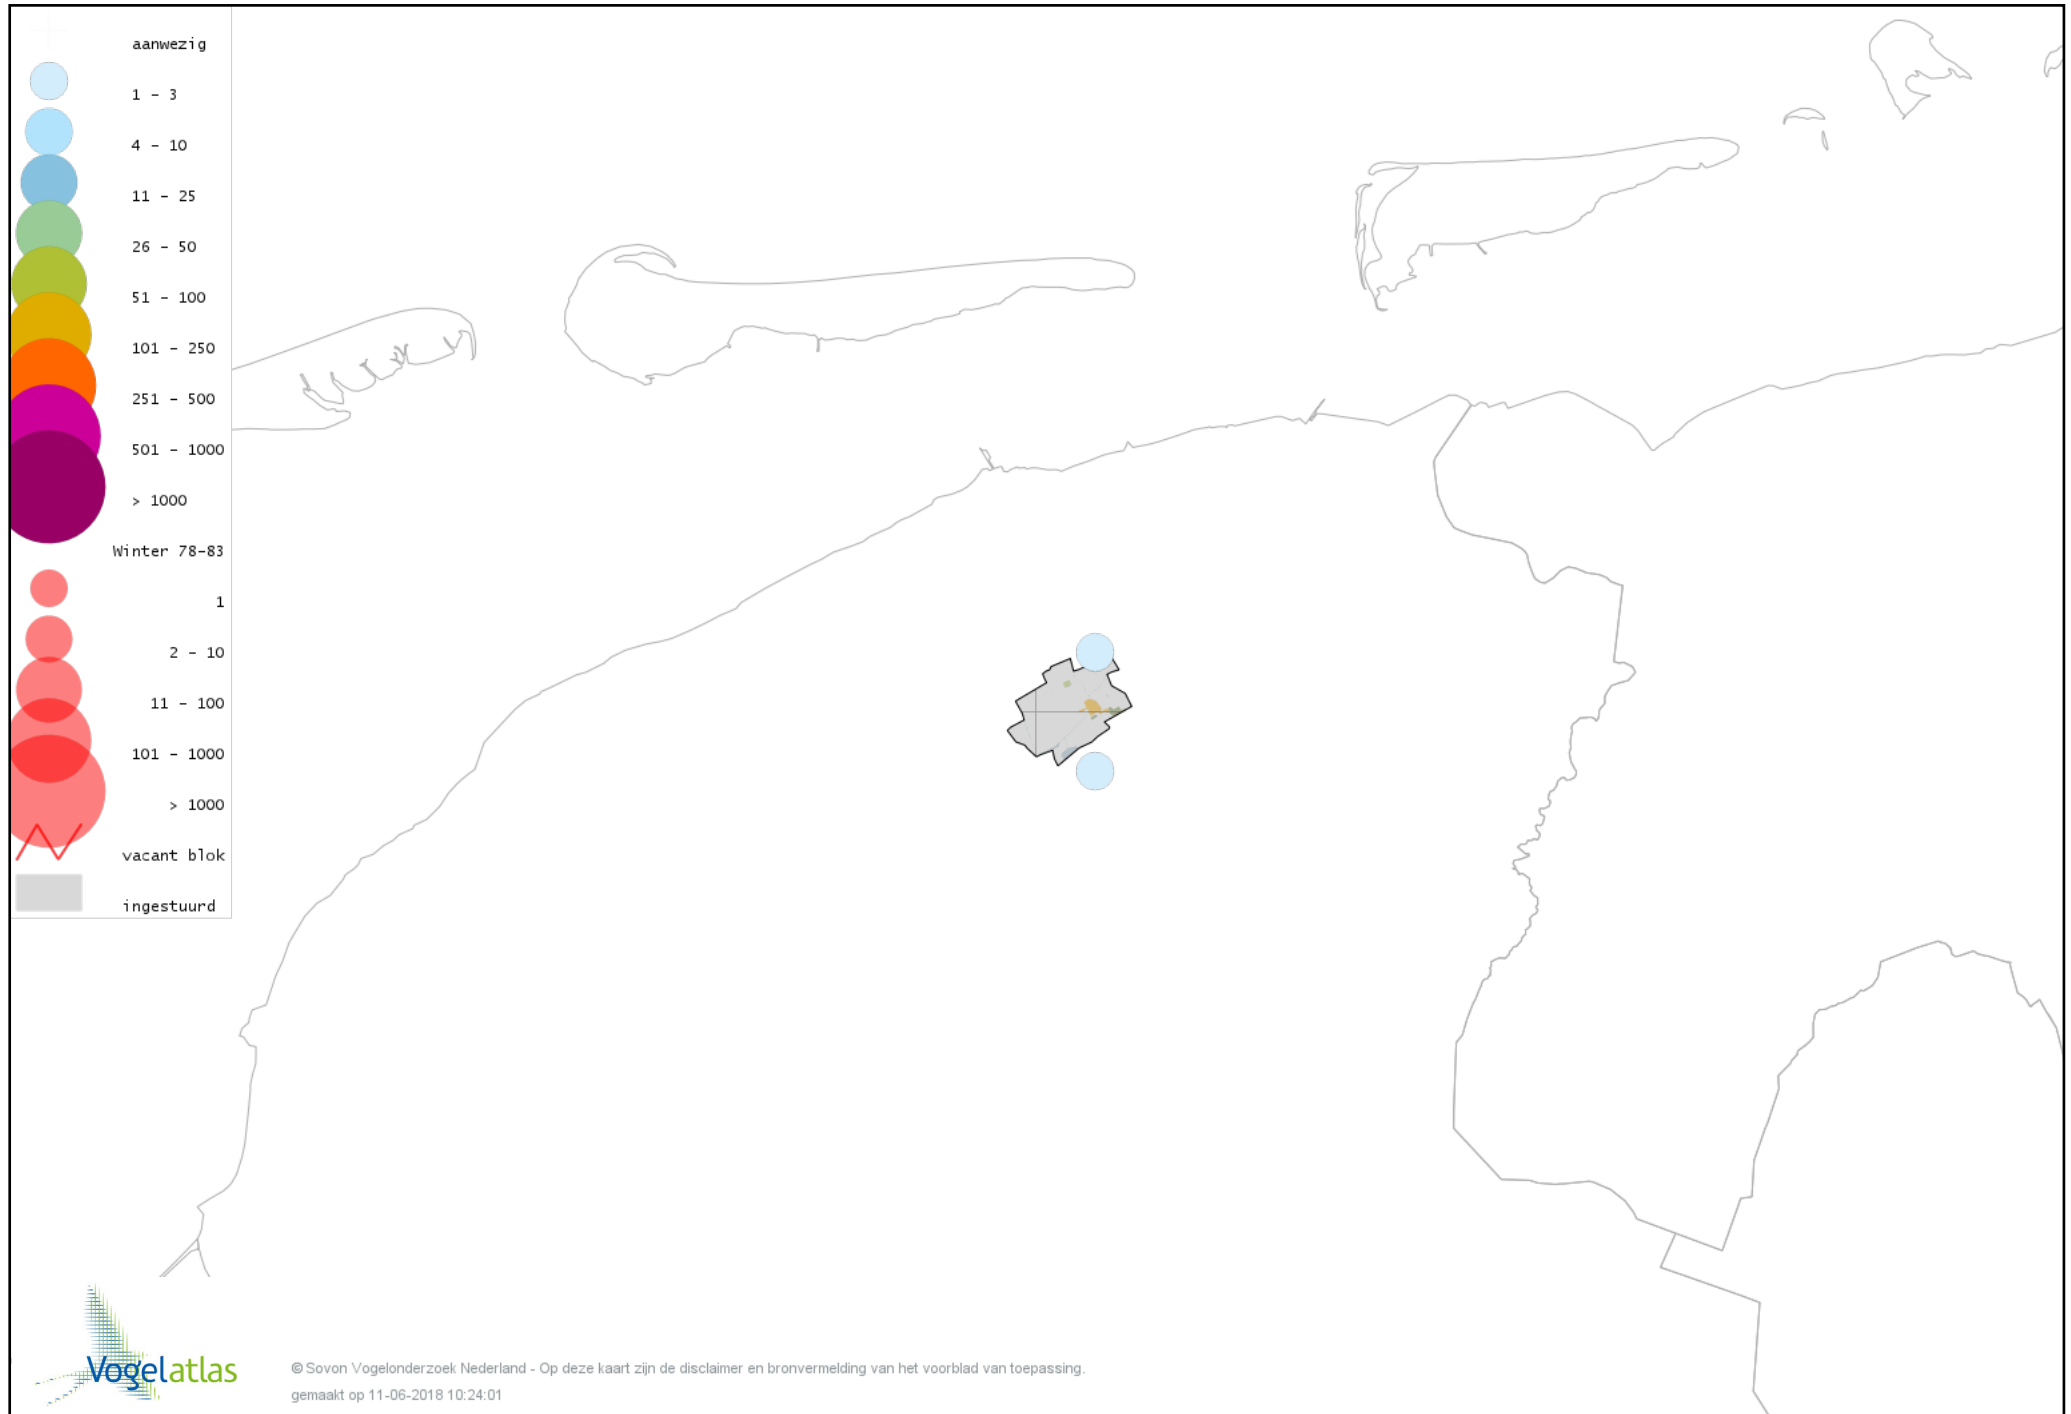 aanwezig
1 - 3
4 - 10
11 - 25
26 - 50
51 - 100
101 - 250
251 - 500
501 - 1000
> 1000
Winter 78-83
1
2 - 10
11 - 100
101 - 1000
> 1000
vacant blok
ingestuurd
Vogelatlas
© Sovon Vogelonderzoek Nederland - Op deze kaart zijn de disclaimer en bronvermelding van het voorblad van toepassing.
gemaakt op 11-06-2018 10:24:01